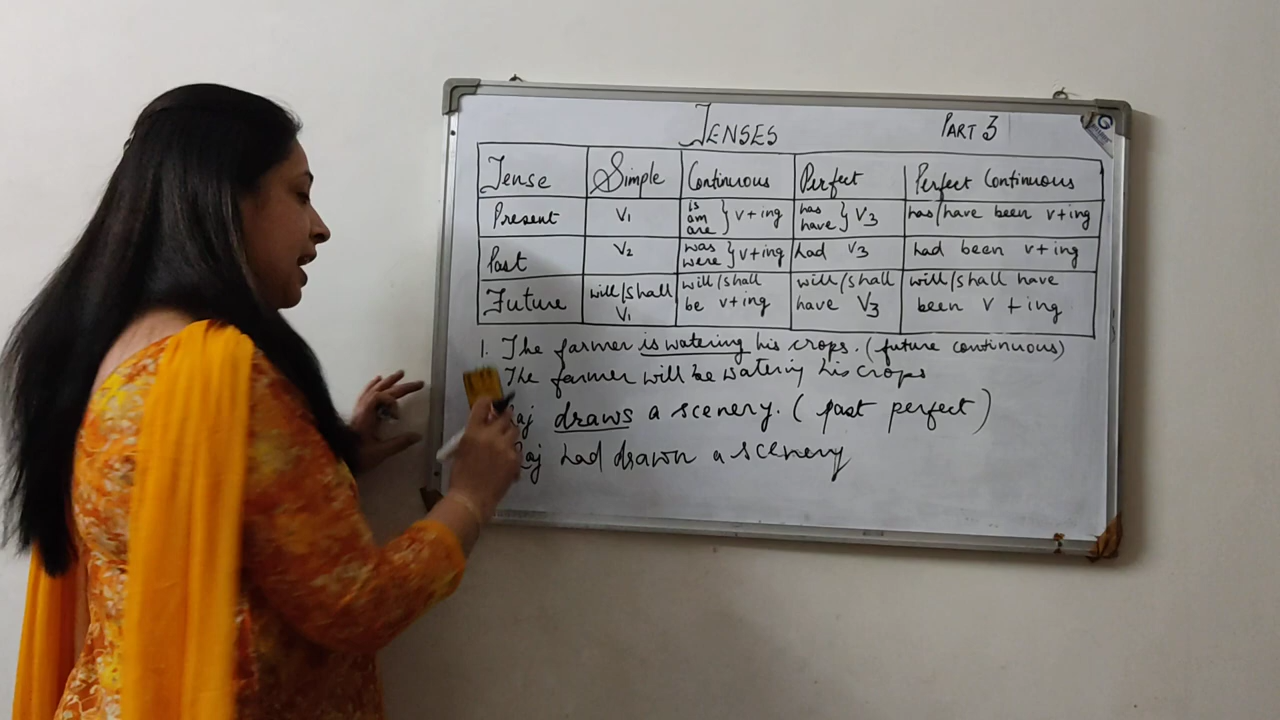 TENSES PART 3
Tense Simple Continuous Perfect Perfect Continuous
Present V1 is am are } v+ing has have } V3 has/have been v+ing
Past V2 was were } v+ing had V3 had been v+ing
Future will/shall V1 will/shall be v+ing will/shall have V3 will/shall have been v+ing
1. The farmer is watering his crops. (future continuous)
The farmer will be watering his crops
draws a scenery. (past perfect)
had drawn a scenery